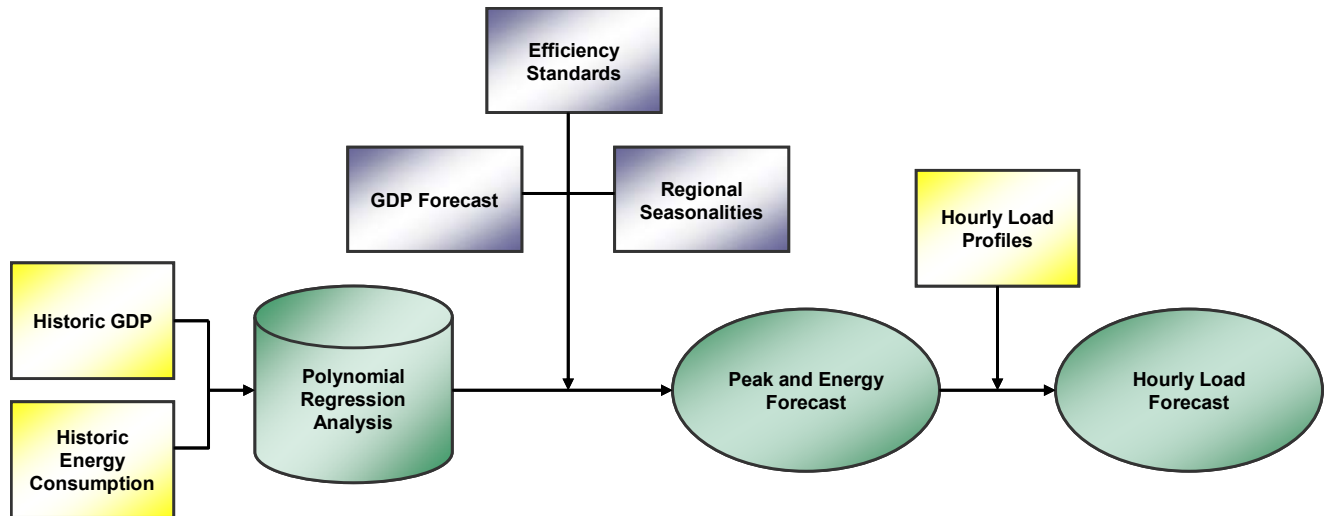 Efficiency
Standards
GDP Forecast
Regional
Seasonalities
Hourly Load
Profiles
Historic GDP
Polynomial
Regression
Analysis
Peak and Energy
Forecast
Hourly Load
Forecast
Historic
Energy
Consumption